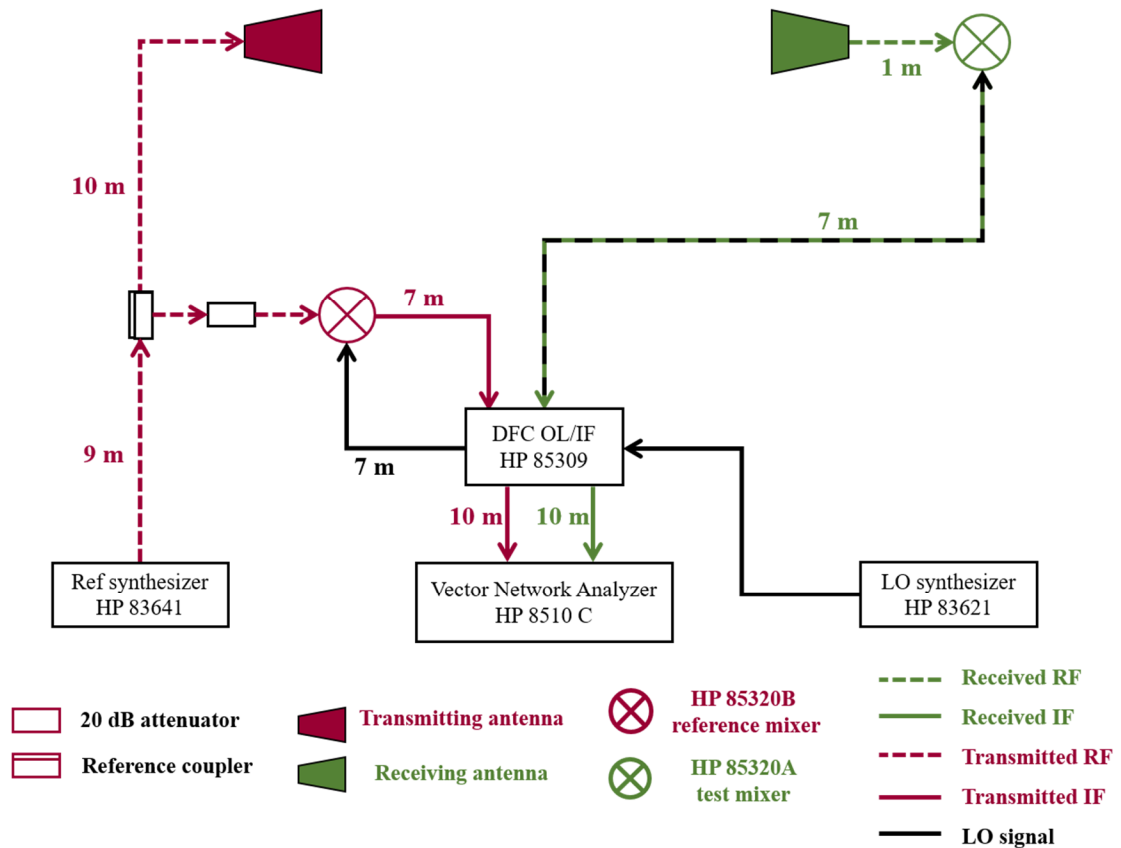 1 m
10 m
7 m
7 m
DFC OL/IF
HP 85309
9 m
7 m
10 m
10 m
Ref synthesizer
HP 83641
Vector Network Analyzer
HP 8510 C
LO synthesizer
HP 83621
20 dB attenuator
Reference coupler
Transmitting antenna
Receiving antenna
HP 85320B
reference mixer
HP 85320A
test mixer
Received RF
Received IF
Transmitted RF
Transmitted IF
LO signal